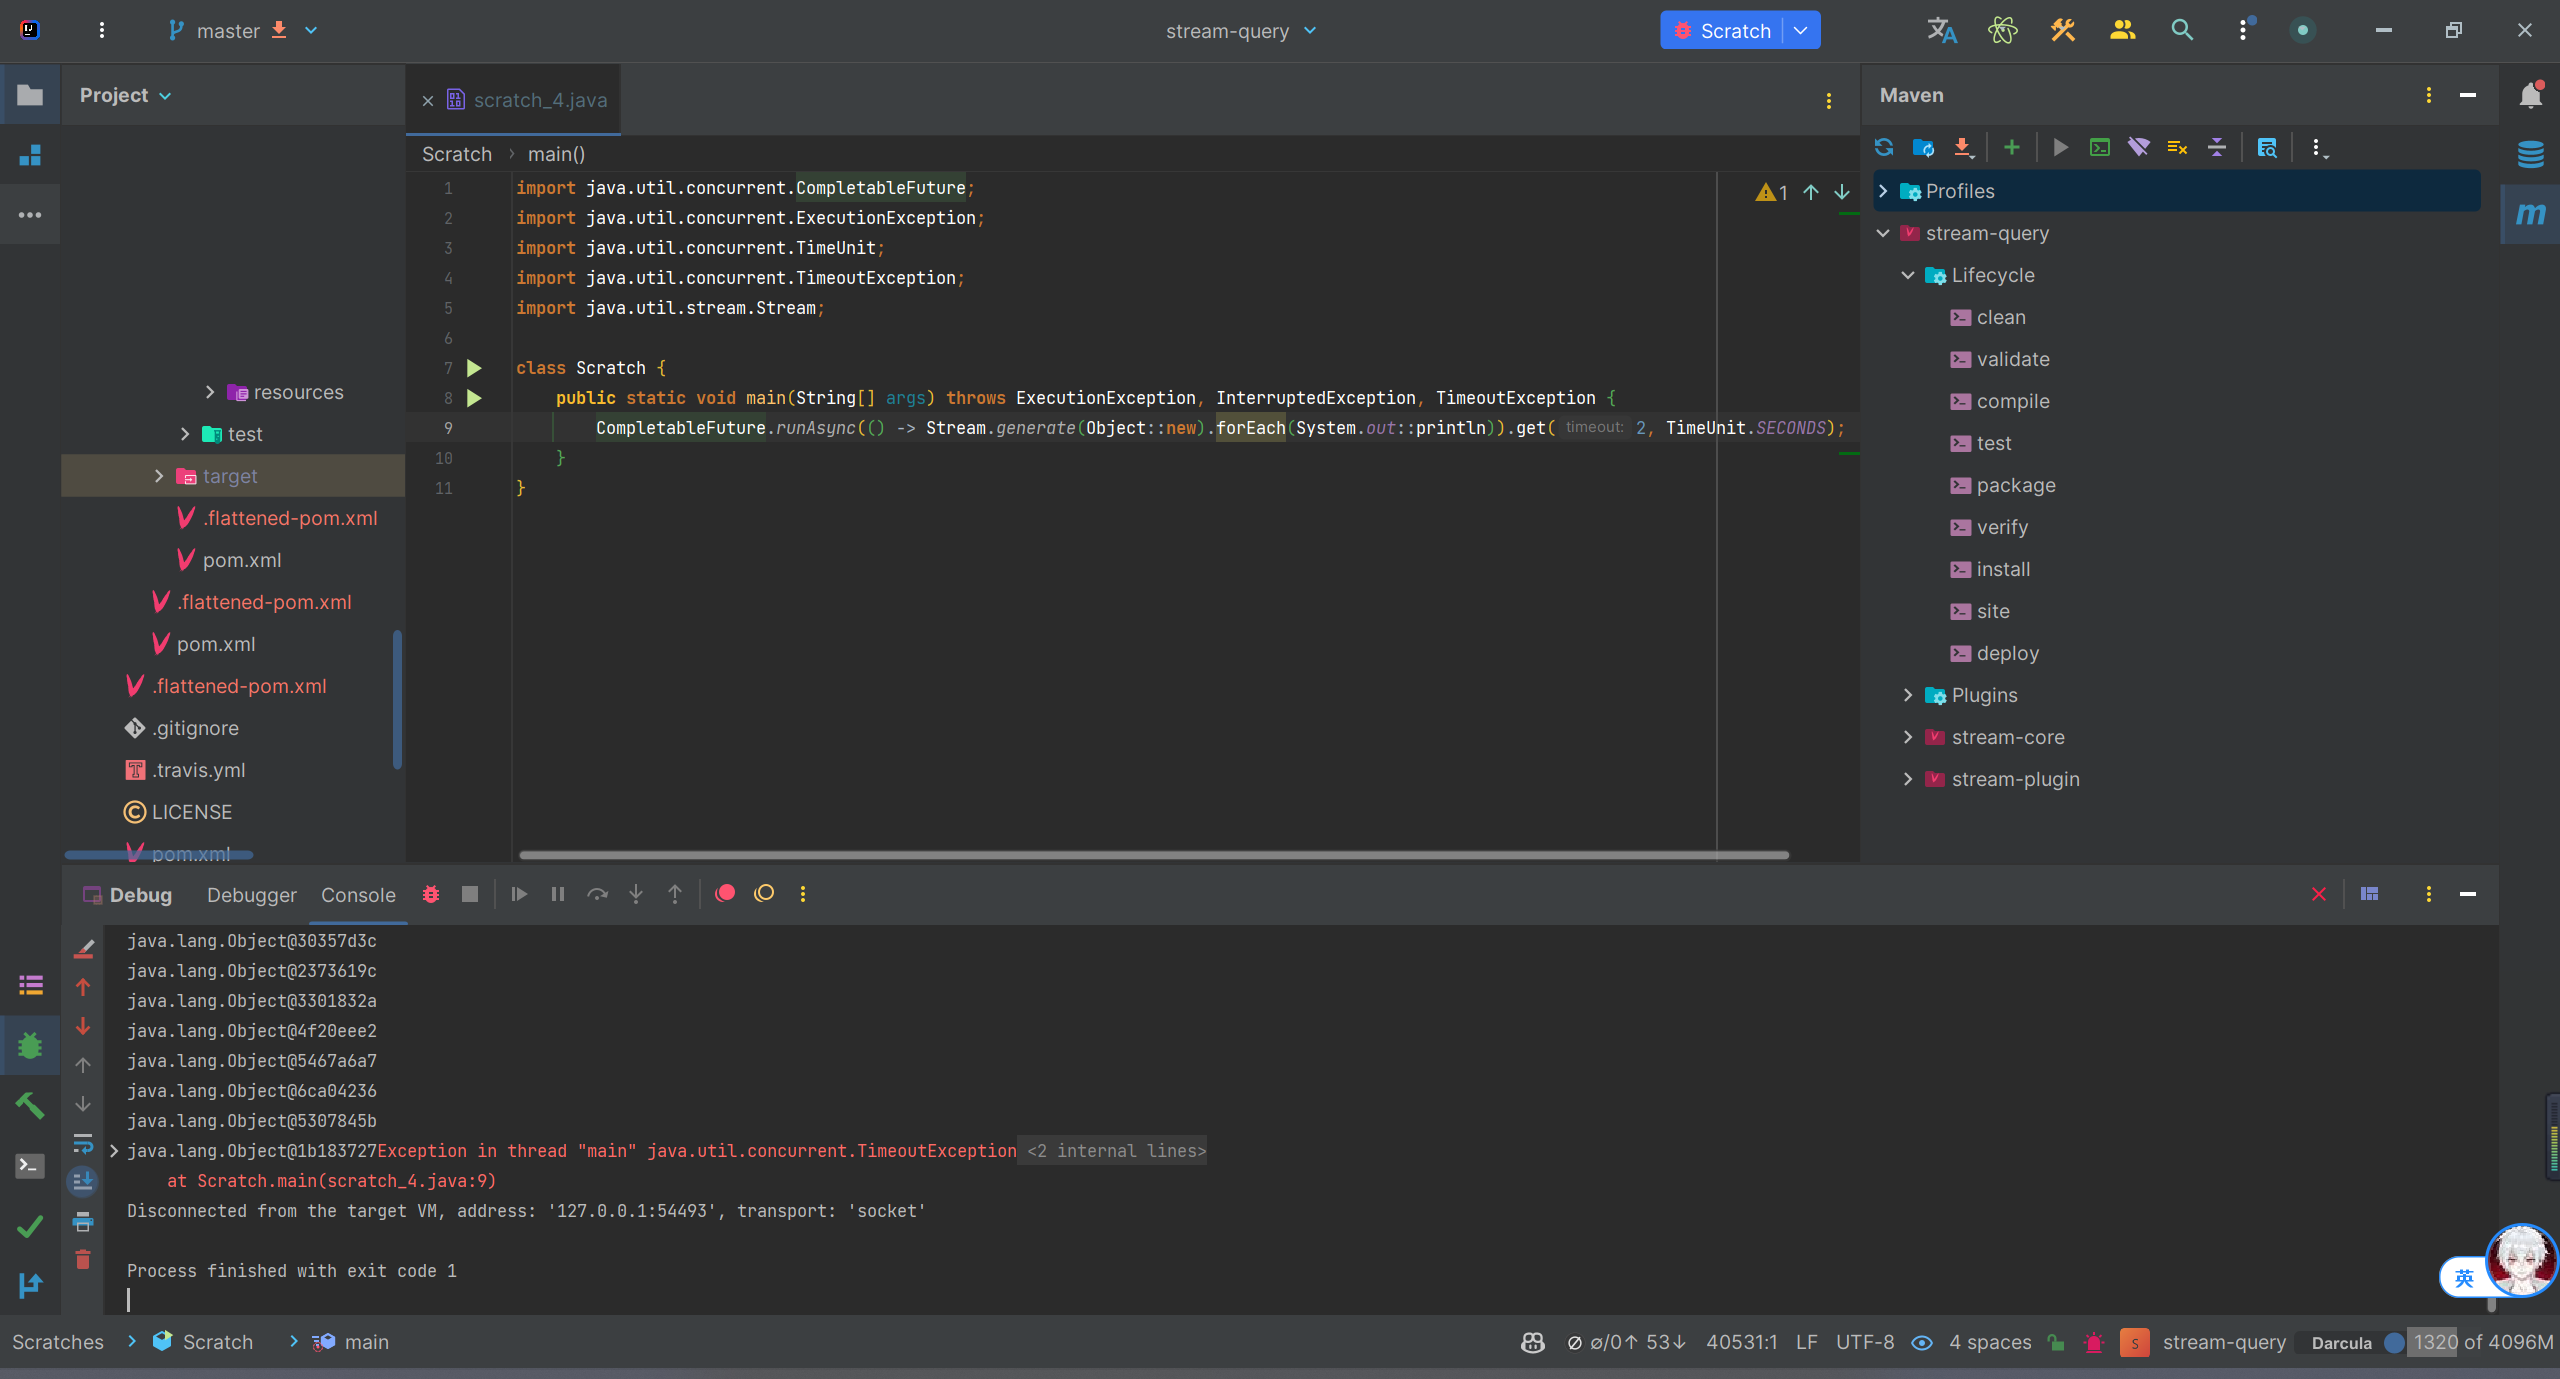 master
stream-query
Scratch
Project
scratch_4.java
Maven
Scratch
main()
1
import java.util.concurrent.CompletableFuture;
import java.util.concurrent.ExecutionException;
import java.util.concurrent.TimeUnit;
import java.util.concurrent.TimeoutException;
import java.util.stream.Stream;
class Scratch {
public static void main(String[] args) throws ExecutionException, InterruptedException, TimeoutException {
CompletableFuture.runAsync(() -> Stream.generate(Object::new).forEach(System.out::println)).get( timeout: 2, TimeUnit.SECONDS);
}
}
1
2
3
4
5
6
7
8
9
10
11
resources
test
target
.flattened-pom.xml
pom.xml
.flattened-pom.xml
pom.xml
.flattened-pom.xml
.gitignore
.travis.yml
LICENSE
pom.xml
Profiles
stream-query
Lifecycle
clean
validate
compile
test
package
verify
install
site
deploy
Plugins
stream-core
stream-plugin
Debug
Debugger
Console
java.lang.Object@30357d3c
java.lang.Object@2373619c
java.lang.Object@3301832a
java.lang.Object@4f20eee2
java.lang.Object@5467a6a7
java.lang.Object@6ca04236
java.lang.Object@5307845b
java.lang.Object@1b183727Exception in thread "main" java.util.concurrent.TimeoutException <2 internal lines>
at Scratch.main(scratch_4.java:9)
Disconnected from the target VM, address: '127.0.0.1:54493', transport: 'socket'
Process finished with exit code 1
英
Scratches
Scratch
main
∅/0↑ 53↓
40531:1
LF
UTF-8
4 spaces
stream-query
Darcula
1320 of 4096M